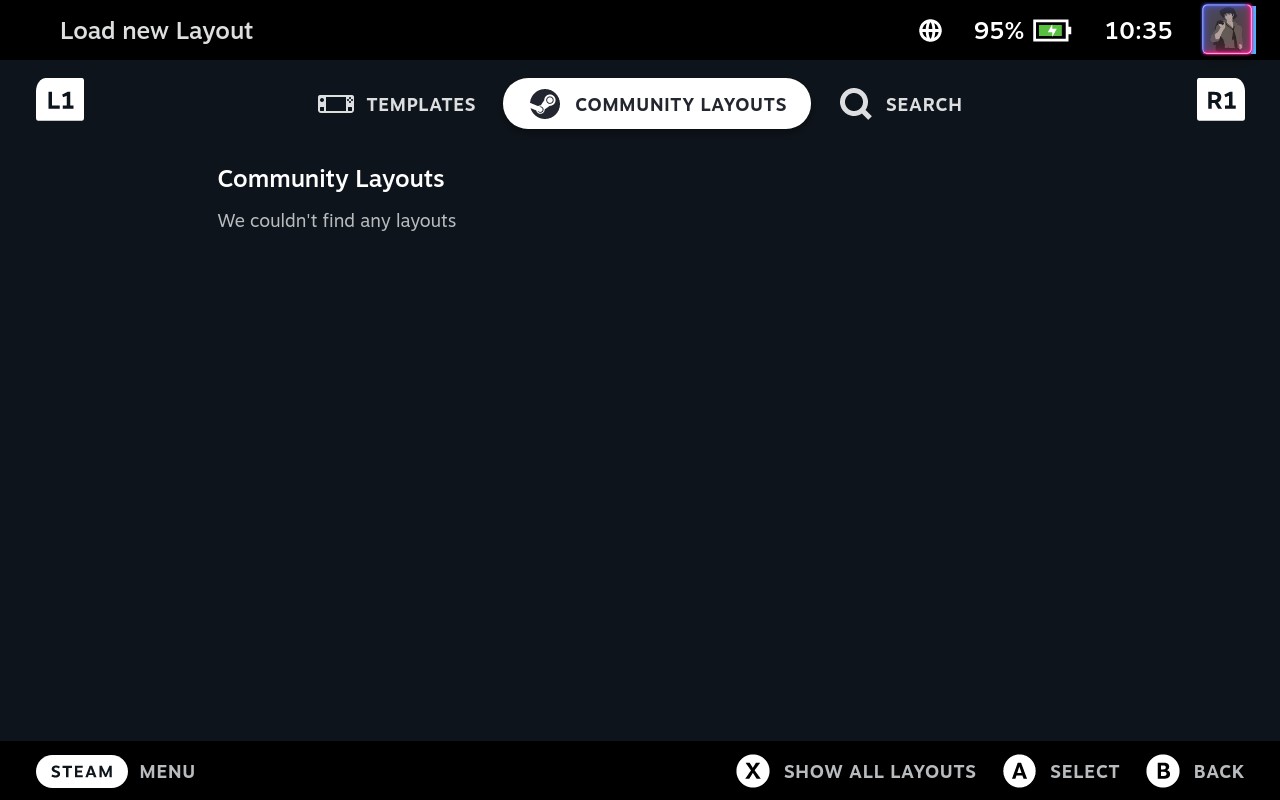 Load new Layout
95%
10:35
L1
TEMPLATES
COMMUNITY LAYOUTS
SEARCH
R1
Community Layouts
We couldn't find any layouts
STEAM MENU
X SHOW ALL LAYOUTS
A SELECT
B BACK